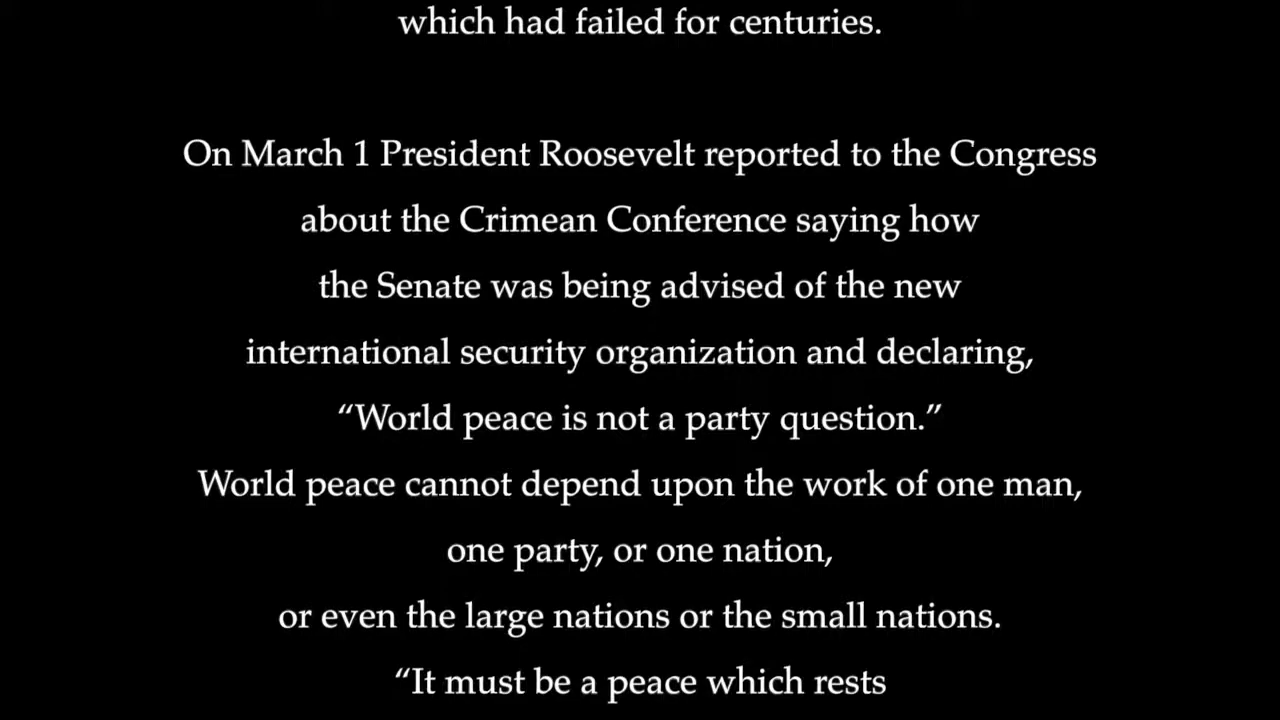 which had failed for centuries.
On March 1 President Roosevelt reported to the Congress
about the Crimean Conference saying how
the Senate was being advised of the new
international security organization and declaring,
“World peace is not a party question.”
World peace cannot depend upon the work of one man,
one party, or one nation,
or even the large nations or the small nations.
“It must be a peace which rests